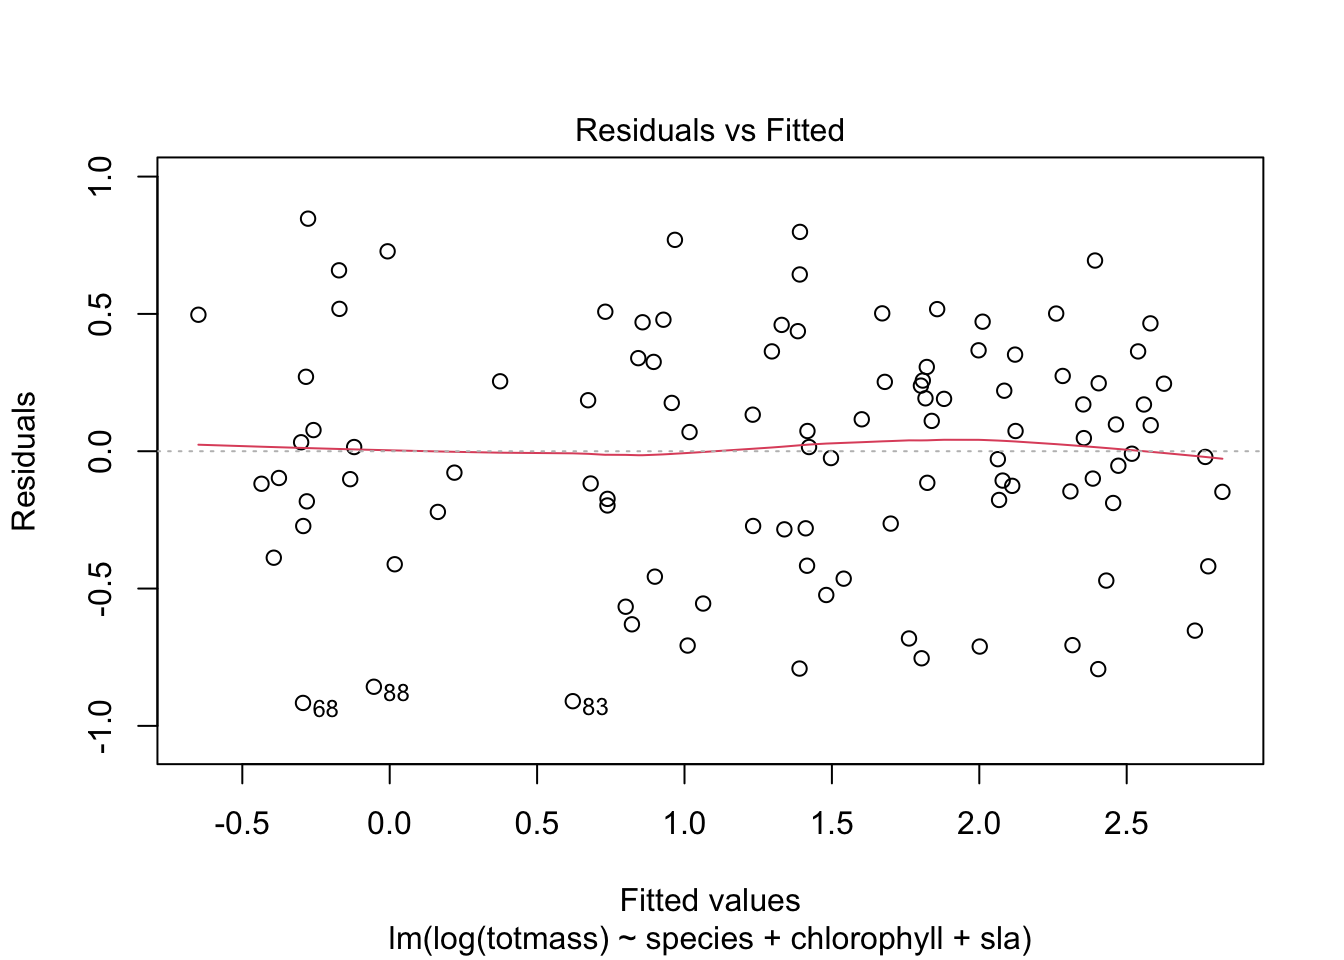 Residuals vs Fitted
Residuals
1.0
0.5
0.0
-0.5
-1.0
68
88
83
-0.5 0.0 0.5 1.0 1.5 2.0 2.5
Fitted values
lm(log(totmass) ~ species + chlorophyll + sla)